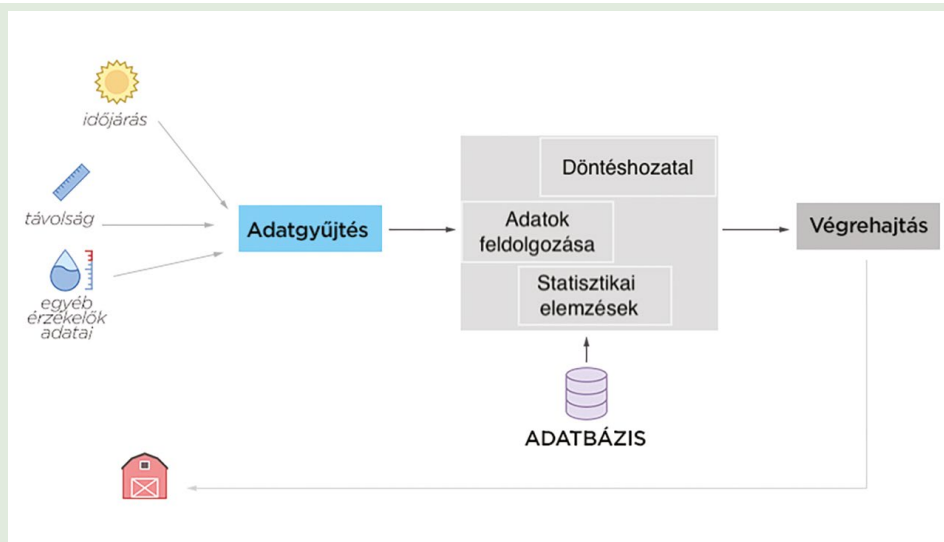 időjárás
távolság
egyéb
érzékelők
adatai
Adatgyűjtés
Döntéshozatal
Adatok
feldolgozása
Statisztikai
elemzések
ADATBÁZIS
Végrehajtás